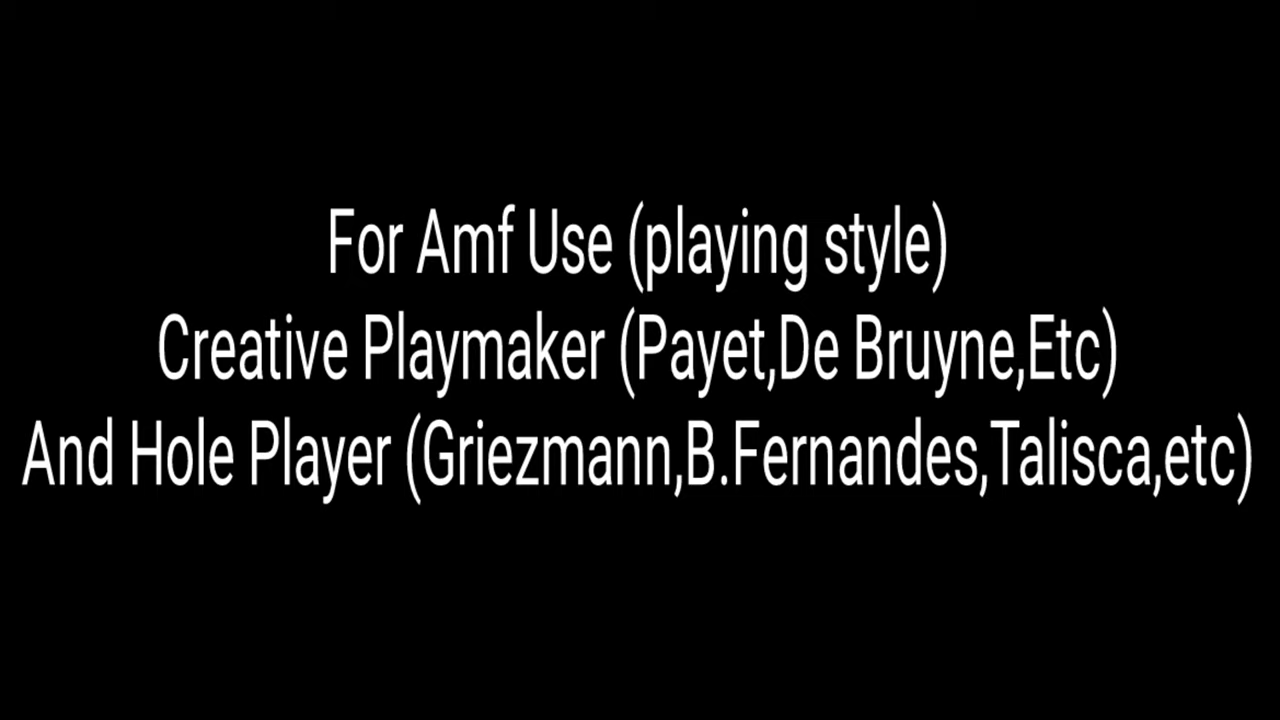 For Amf Use (playing style)
Creative Playmaker (Payet,De Bruyne,Etc)
And Hole Player (Griezmann,B.Fernandes,Talisca,etc)